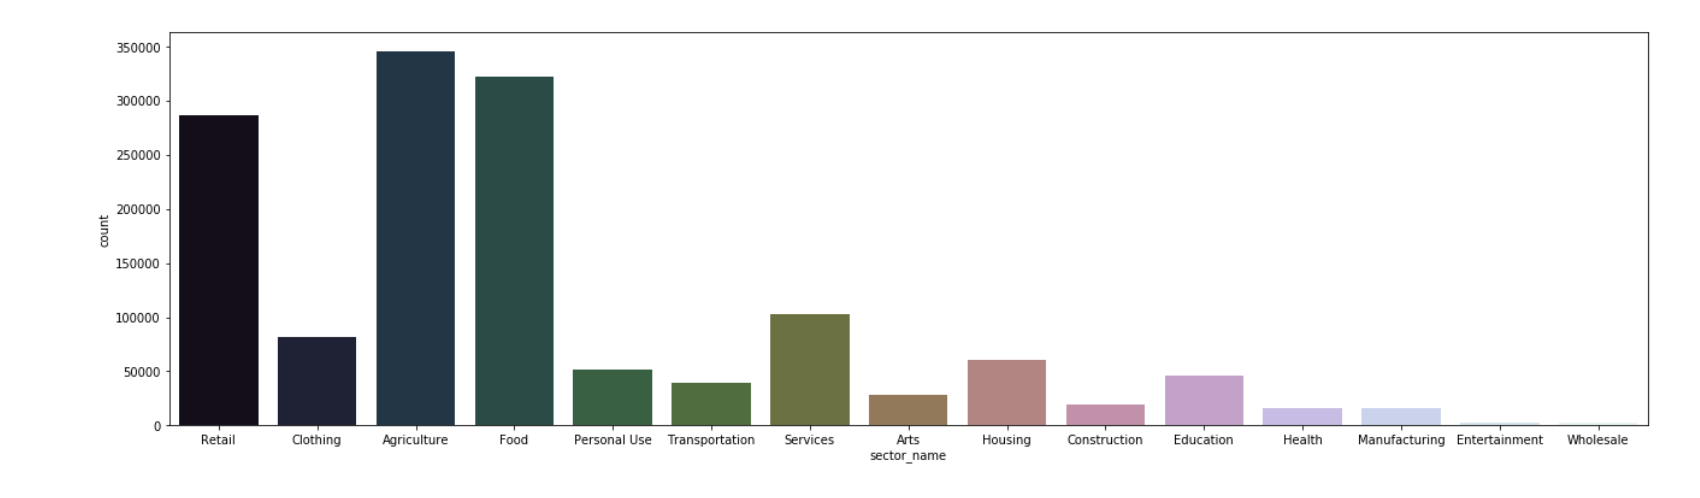 350000
300000
250000
200000
150000
100000
50000
0
count
Retail Clothing Agriculture Food Personal Use Transportation Services Arts Housing Construction Education Health Manufacturing Entertainment Wholesale
sector_name